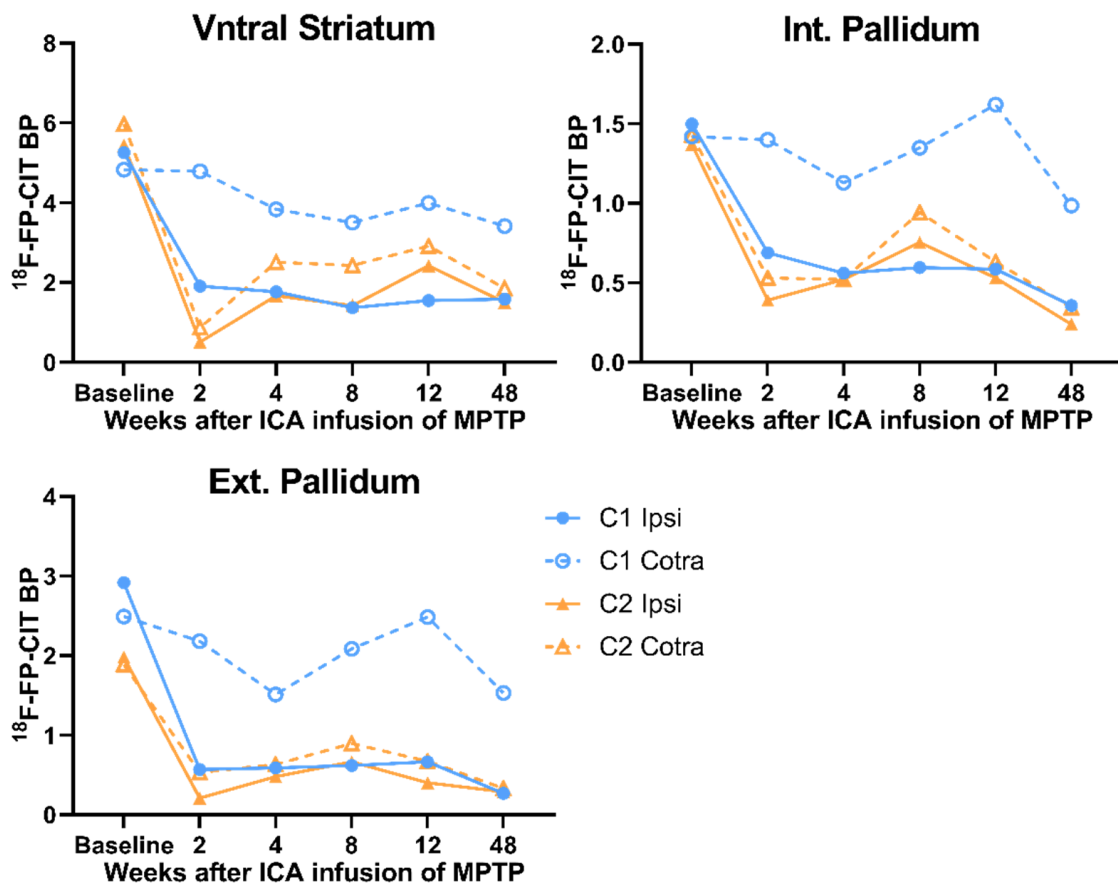 Vntral Striatum
8
6
4
2
0
18F-FP-CIT BP
Baseline 2 4 8 12 48
Weeks after ICA infusion of MPTP
Int. Pallidum
2.0
1.5
1.0
0.5
0.0
18F-FP-CIT BP
Baseline 2 4 8 12 48
Weeks after ICA infusion of MPTP
Ext. Pallidum
4
3
2
1
0
18F-FP-CIT BP
Baseline 2 4 8 12 48
Weeks after ICA infusion of MPTP
C1 Ipsi
C1 Cotra
C2 Ipsi
C2 Cotra